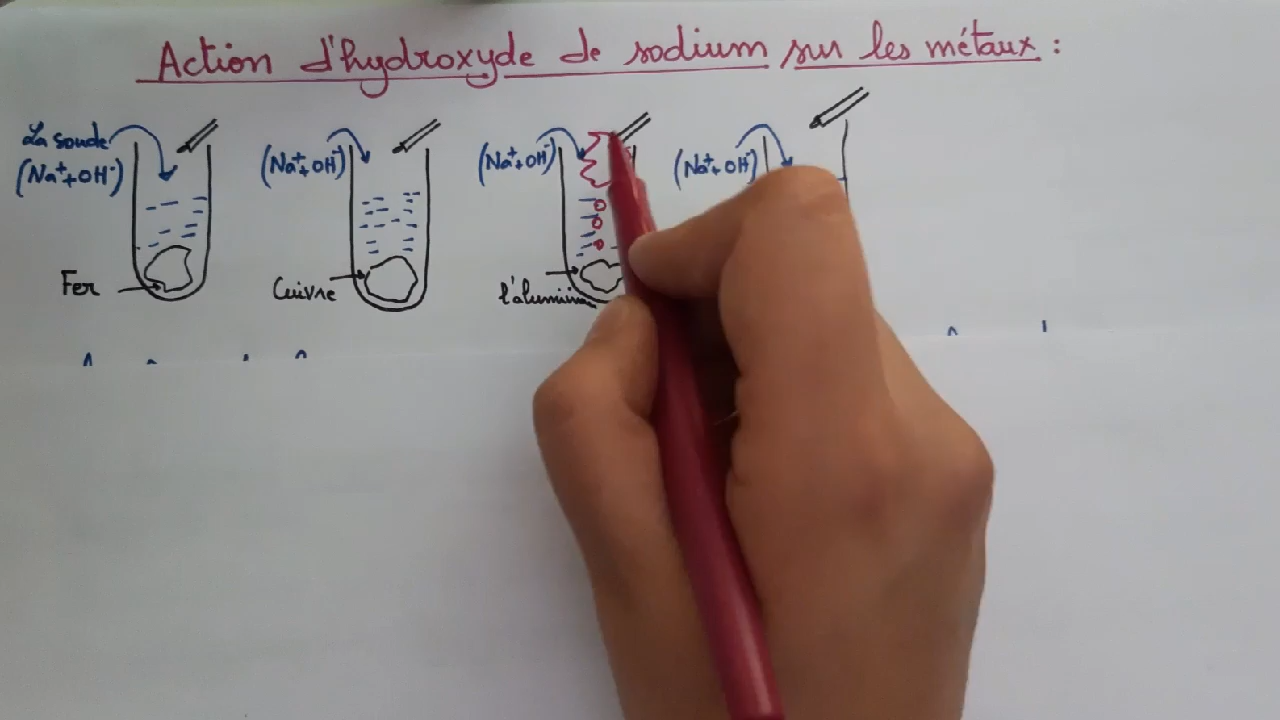 Action d'hydroxyde de sodium sur les métaux :
La soude
(Na⁺+OH⁻) (Na⁺+OH⁻) (Na⁺+OH⁻) (Na⁺+OH⁻)
Fer Cuivre l'aluminium